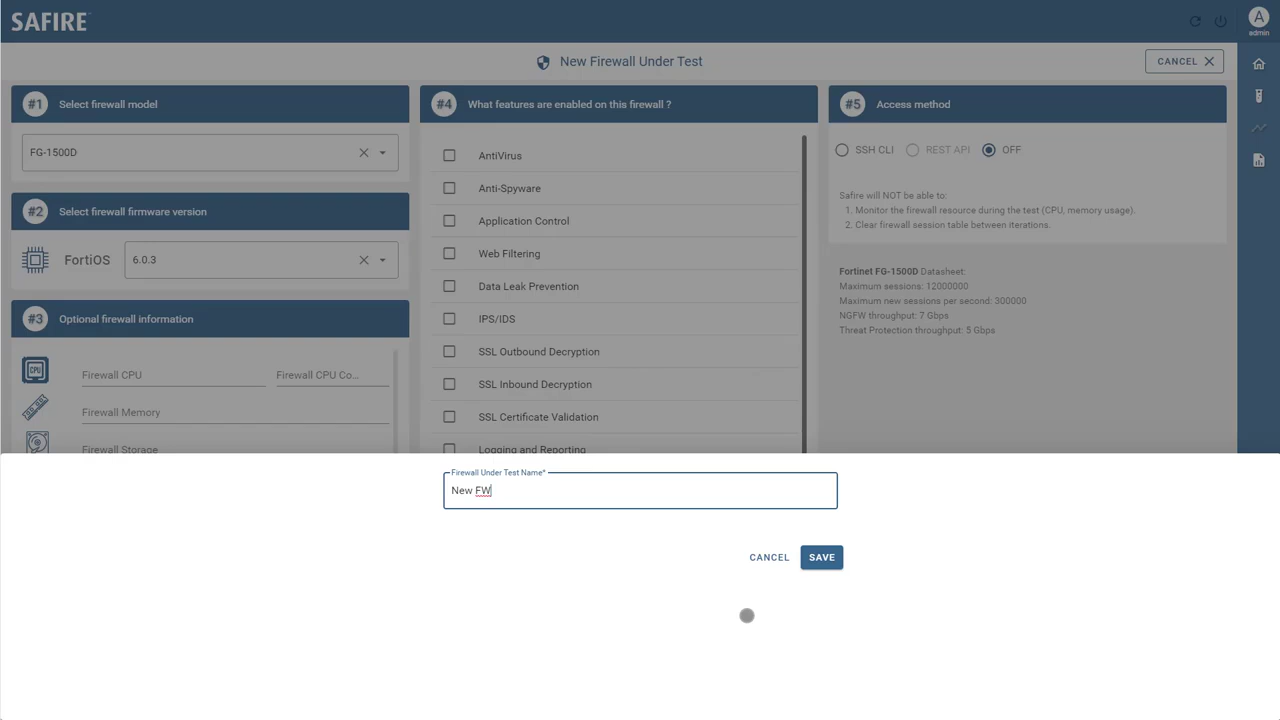 SAFIRE
A
admin
New Firewall Under Test
CANCEL
#1 Select firewall model
FG-1500D
#2 Select firewall firmware version
FortiOS
6.0.3
#3 Optional firewall information
CPU
Firewall CPU
Firewall CPU Co...
Firewall Memory
Firewall Storage
#4 What features are enabled on this firewall ?
AntiVirus
Anti-Spyware
Application Control
Web Filtering
Data Leak Prevention
IPS/IDS
SSL Outbound Decryption
SSL Inbound Decryption
SSL Certificate Validation
Logging and Reporting
#5 Access method
SSH CLI
REST API
OFF
Safire will NOT be able to:
1. Monitor the firewall resource during the test (CPU, memory usage).
2. Clear firewall session table between iterations.
Fortinet FG-1500D Datasheet:
Maximum sessions: 12000000
Maximum new sessions per second: 300000
NGFW throughput: 7 Gbps
Threat Protection throughput: 5 Gbps
Firewall Under Test Name*
New FW
CANCEL
SAVE